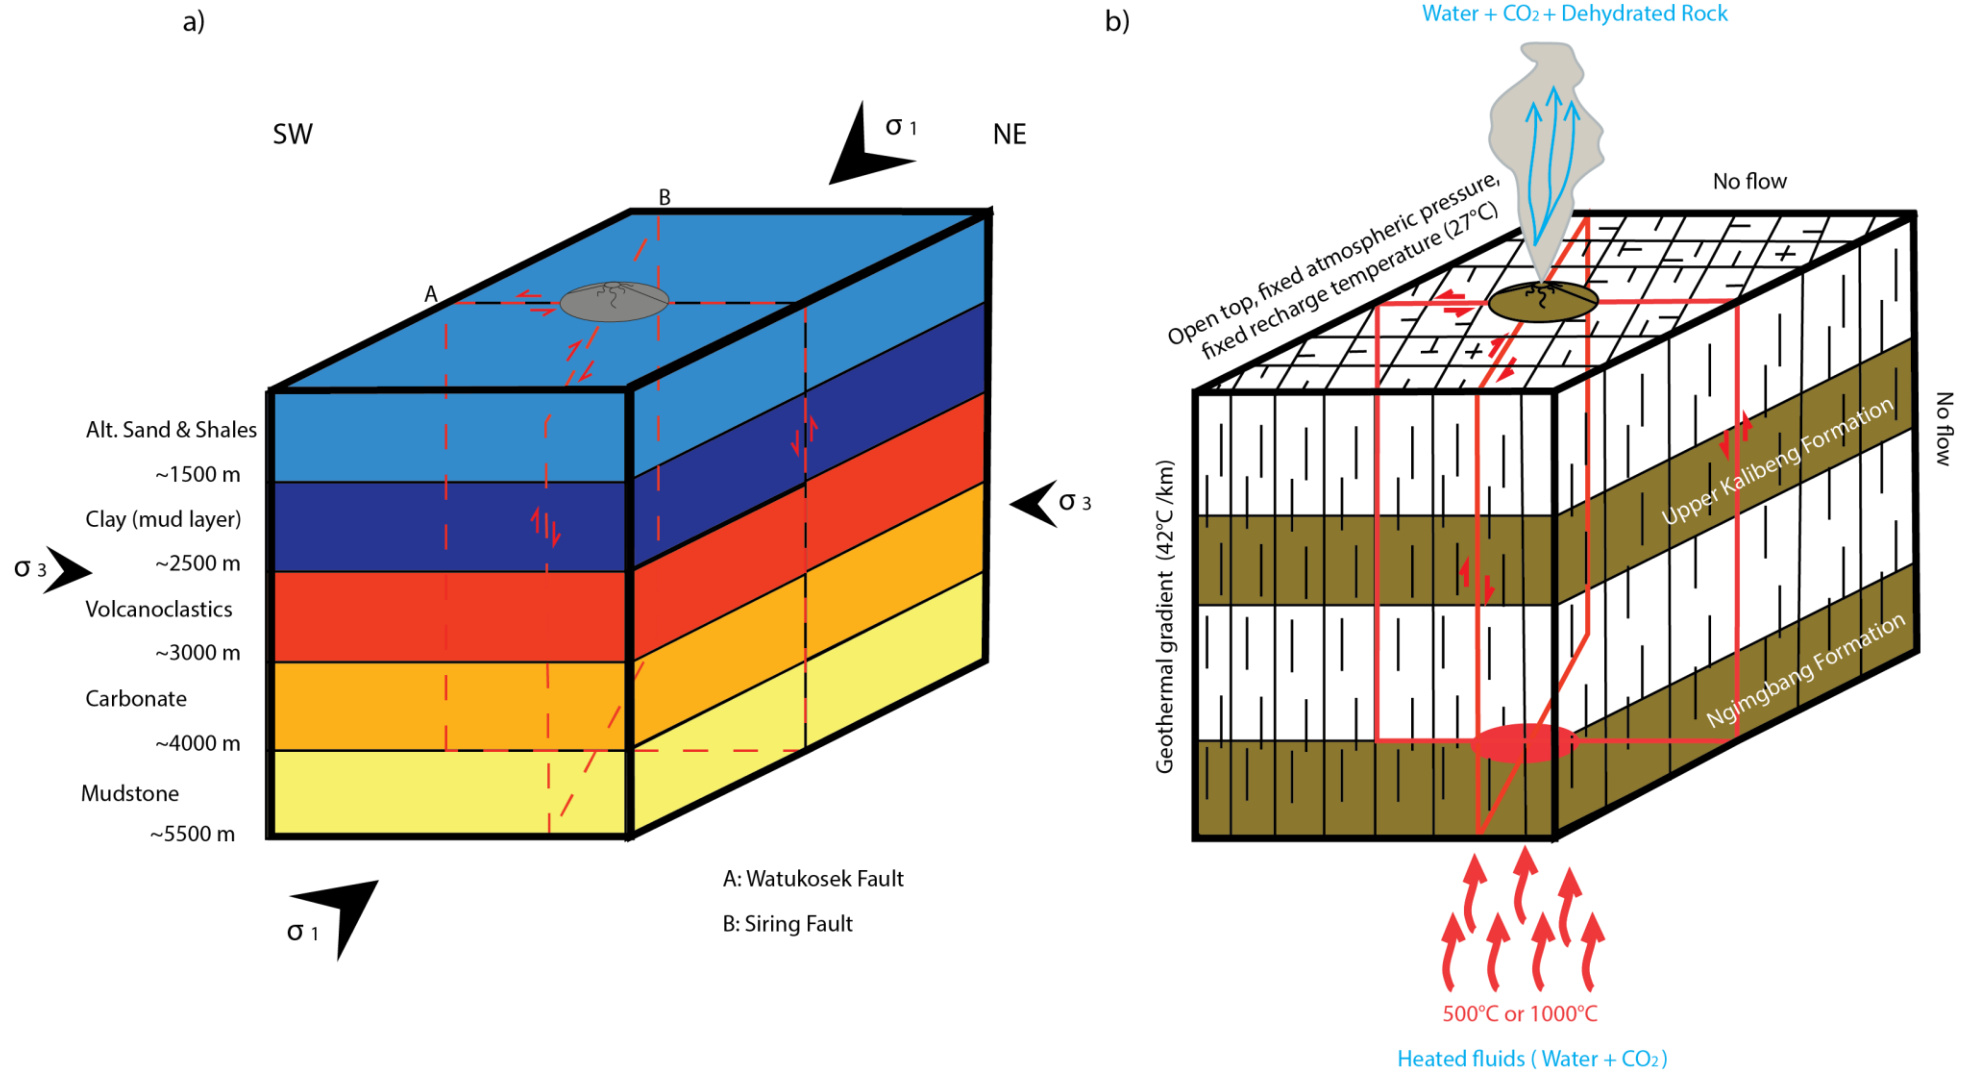 a)
SW
σ 1
NE
B
A
Alt. Sand & Shales
~1500 m
Clay (mud layer)
~2500 m
σ 3
σ 3
Volcanoclastics
~3000 m
Carbonate
~4000 m
Mudstone
~5500 m
σ 1
A: Watukosek Fault
B: Siring Fault
b)
Water + CO2 + Dehydrated Rock
No flow
Open top, fixed atmospheric pressure,
fixed recharge temperature (27°C)
No flow
Geothermal gradient (42°C /km)
Upper Kalibeng Formation
Ngimgbang Formation
500°C or 1000°C
Heated fluids ( Water + CO2 )